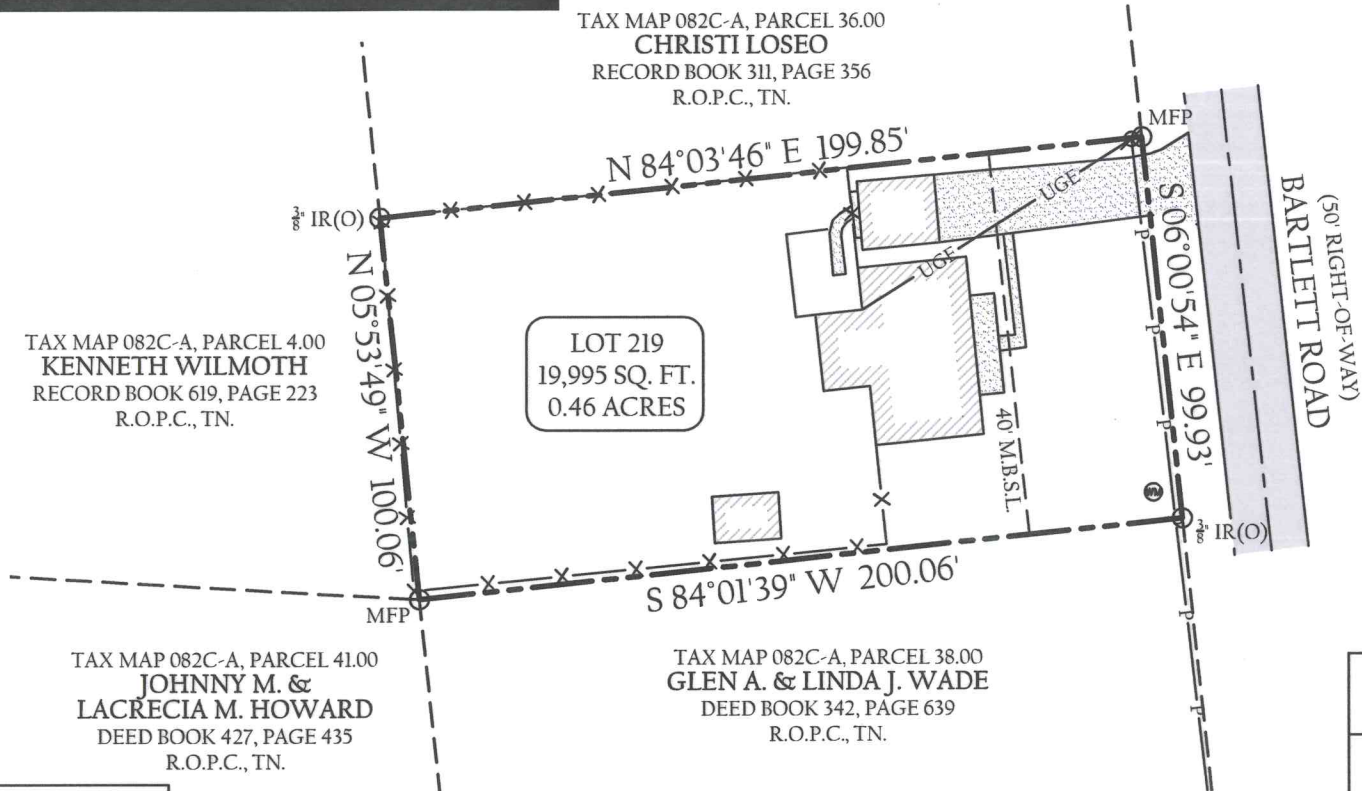 TAX MAP 082C-A, PARCEL 36.00
CHRISTI LOSEO
RECORD BOOK 311, PAGE 356
R.O.P.C., TN.
MFP
N 84°03'46" E 199.85'
UGE
UGE
3/8" IR(O)
S 06°00'54" E 99.93'
P
P
P
P
P
(50' RIGHT-OF-WAY)
BARTLETT ROAD
N 05°53'49" W 100.06'
TAX MAP 082C-A, PARCEL 4.00
KENNETH WILMOTH
RECORD BOOK 619, PAGE 223
R.O.P.C., TN.
LOT 219
19,995 SQ. FT.
0.46 ACRES
40' M.B.S.L.
3/8" IR(O)
S 84°01'39" W 200.06'
MFP
TAX MAP 082C-A, PARCEL 41.00
JOHNNY M. &
LACRECIA M. HOWARD
DEED BOOK 427, PAGE 435
R.O.P.C., TN.
TAX MAP 082C-A, PARCEL 38.00
GLEN A. & LINDA J. WADE
DEED BOOK 342, PAGE 639
R.O.P.C., TN.